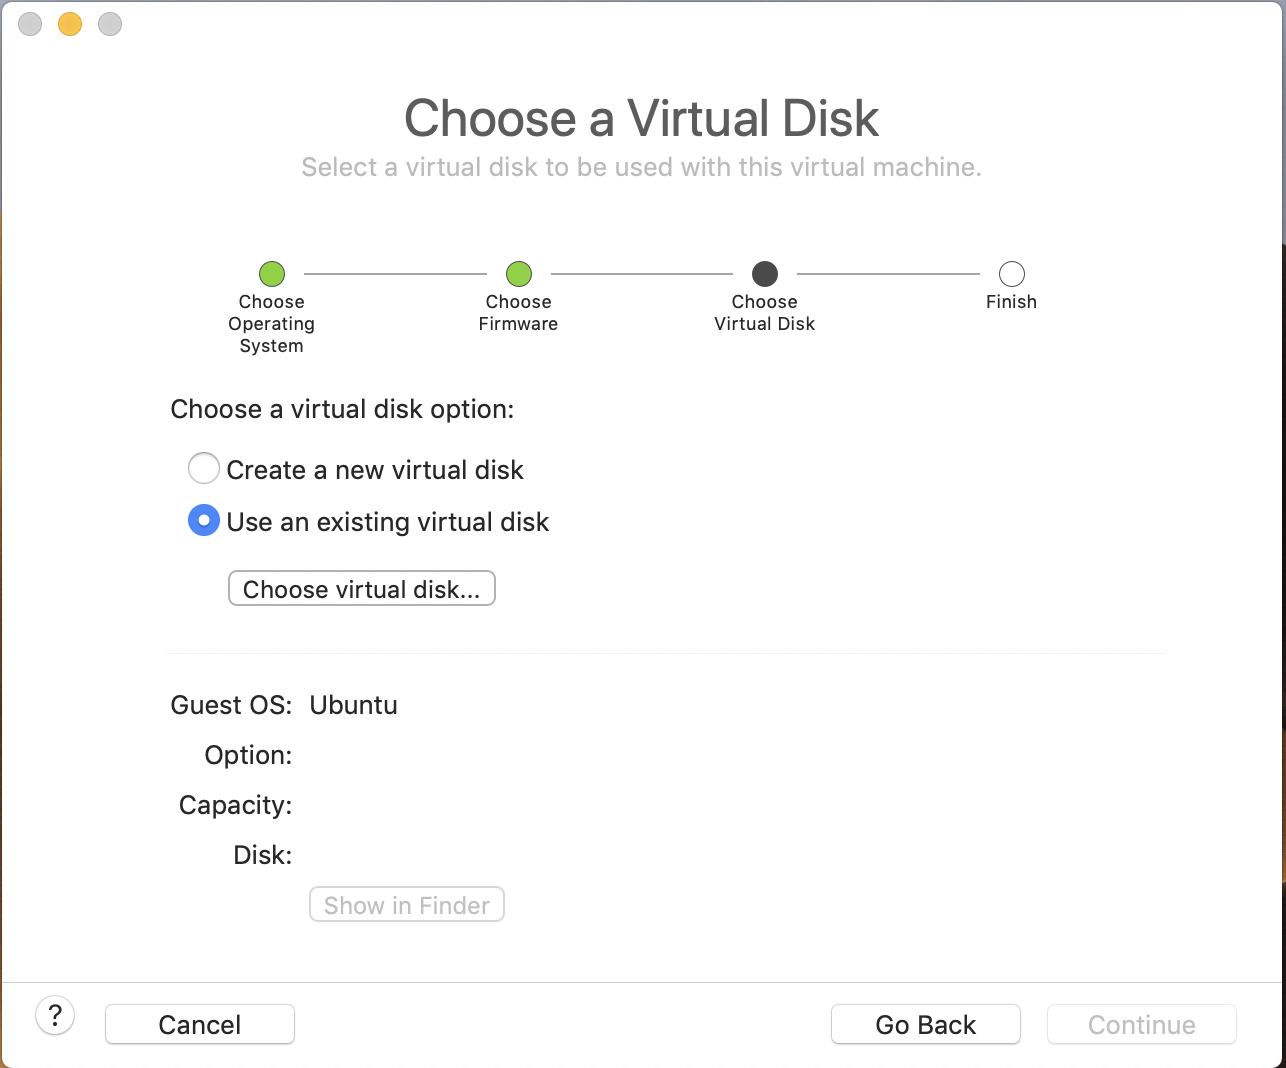 Choose a Virtual Disk
Select a virtual disk to be used with this virtual machine.
Choose
Operating
System
Choose
Firmware
Choose
Virtual Disk
Finish
Choose a virtual disk option:
Create a new virtual disk
Use an existing virtual disk
Choose virtual disk...
Guest OS: Ubuntu
Option:
Capacity:
Disk:
Show in Finder
? Cancel Go Back Continue